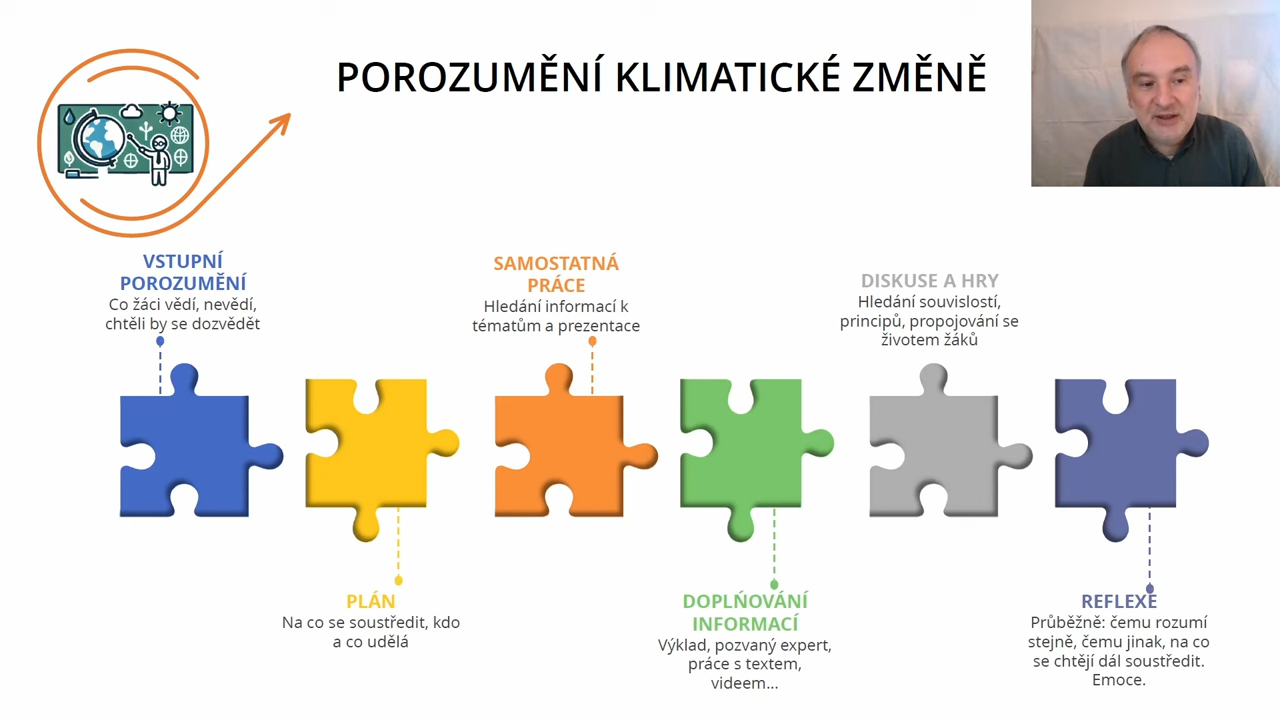 POROZUMĚNÍ KLIMATICKÉ ZMĚNĚ
VSTUPNÍ
POROZUMĚNÍ
Co žáci vědí, nevědí,
chtěli by se dozvědět
PLÁN
Na co se soustředit, kdo
a co udělá
SAMOSTATNÁ
PRÁCE
Hledání informací k
tématům a prezentace
DOPLŃOVÁNÍ
INFORMACÍ
Výklad, pozvaný expert,
práce s textem,
videem...
DISKUSE A HRY
Hledání souvislostí,
principů, propojování se
životem žáků
REFLEXE
Průběžně: čemu rozumí
stejně, čemu jinak, na co
se chtějí dál soustředit.
Emoce.